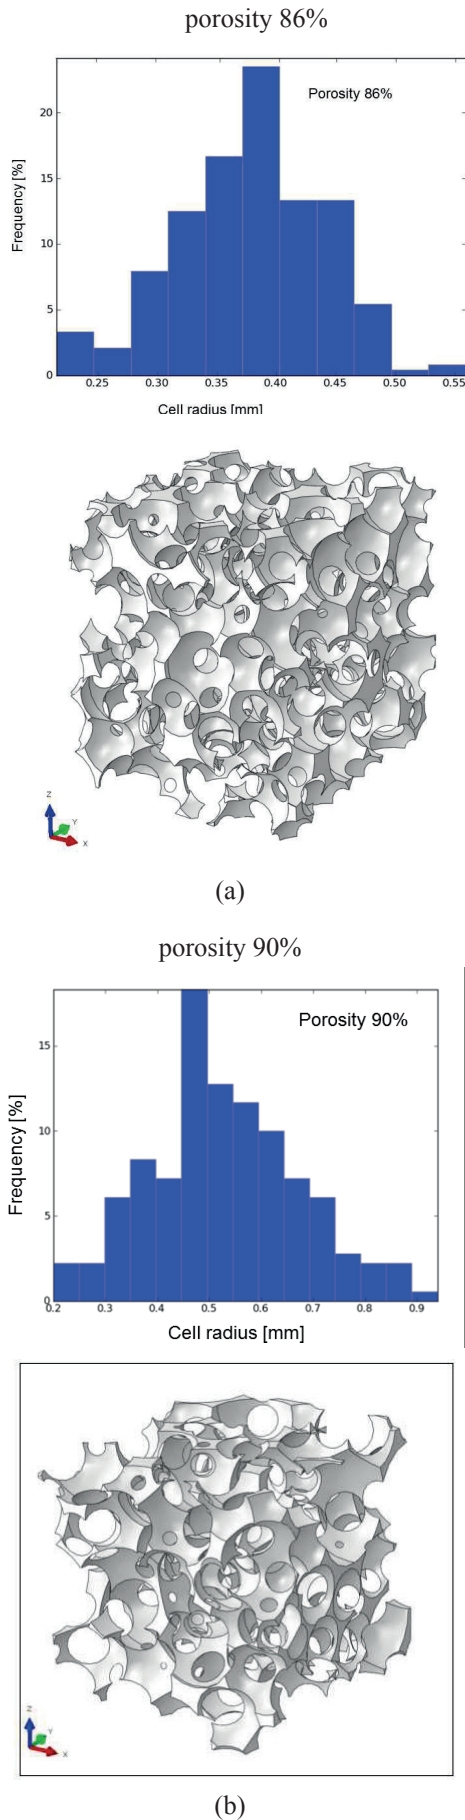 porosity 86%
Porosity 86%
Frequency [%]
20
15
10
5
0
0.25 0.30 0.35 0.40 0.45 0.50 0.55
Cell radius [mm]
Z
Y
X
(a)
porosity 90%
Porosity 90%
Frequency [%]
15
10
5
0
0.2 0.3 0.4 0.5 0.6 0.7 0.8 0.9
Cell radius [mm]
Z
Y
X
(b)